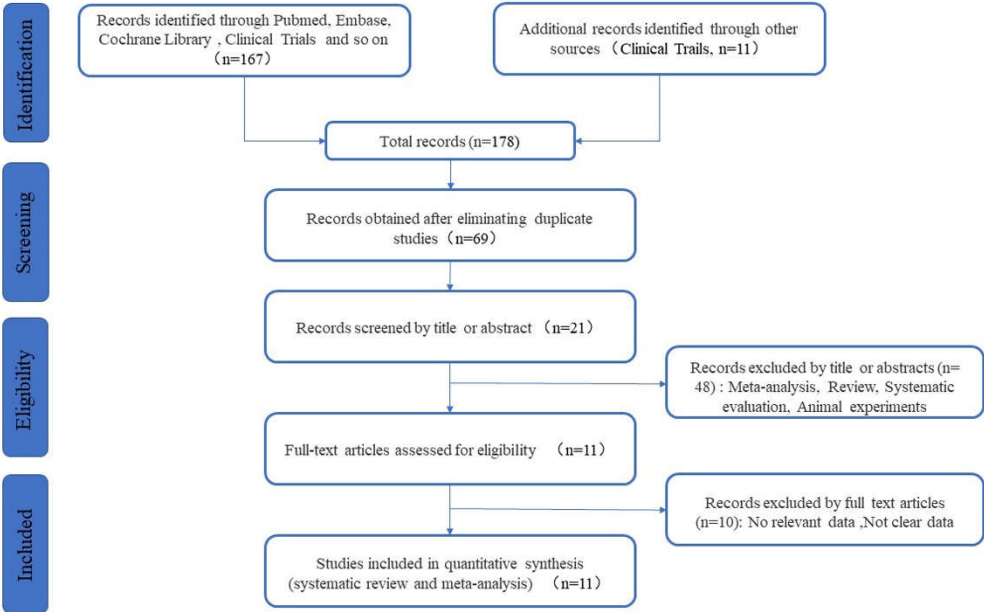 Identification
Records identified through Pubmed, Embase,
Cochrane Library , Clinical Trials and so on
（n=167）
Additional records identified through other
sources （Clinical Trails, n=11）
Total records (n=178)
Screening
Records obtained after eliminating duplicate
studies（n=69）
Records screened by title or abstract （n=21）
Eligibility
Records excluded by title or abstracts (n=
48) : Meta-analysis, Review, Systematic
evaluation, Animal experiments
Full-text articles assessed for eligibility （n=11）
Included
Records excluded by full text articles
(n=10): No relevant data ,Not clear data
Studies included in quantitative synthesis
(systematic review and meta-analysis) （n=11）